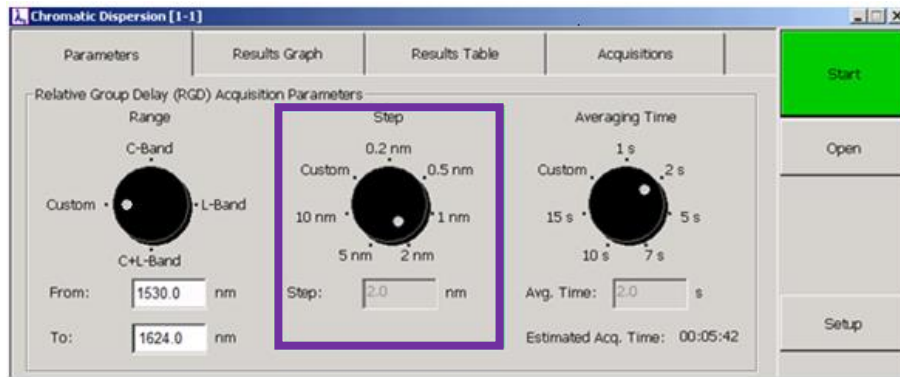 Chromatic Dispersion [1-1]
Parameters
Results Graph
Results Table
Acquisitions
Start
Open
Setup
Relative Group Delay (RGD) Acquisition Parameters
Range
C-Band
Custom
L-Band
C+L-Band
From: 1530.0 nm
To: 1624.0 nm
Step
0.2 nm
Custom
0.5 nm
10 nm
1 nm
5 nm
2 nm
Step: 2.0 nm
Averaging Time
1 s
Custom
2 s
15 s
5 s
10 s
7 s
Avg. Time: 2.0 s
Estimated Acq. Time: 00:05:42